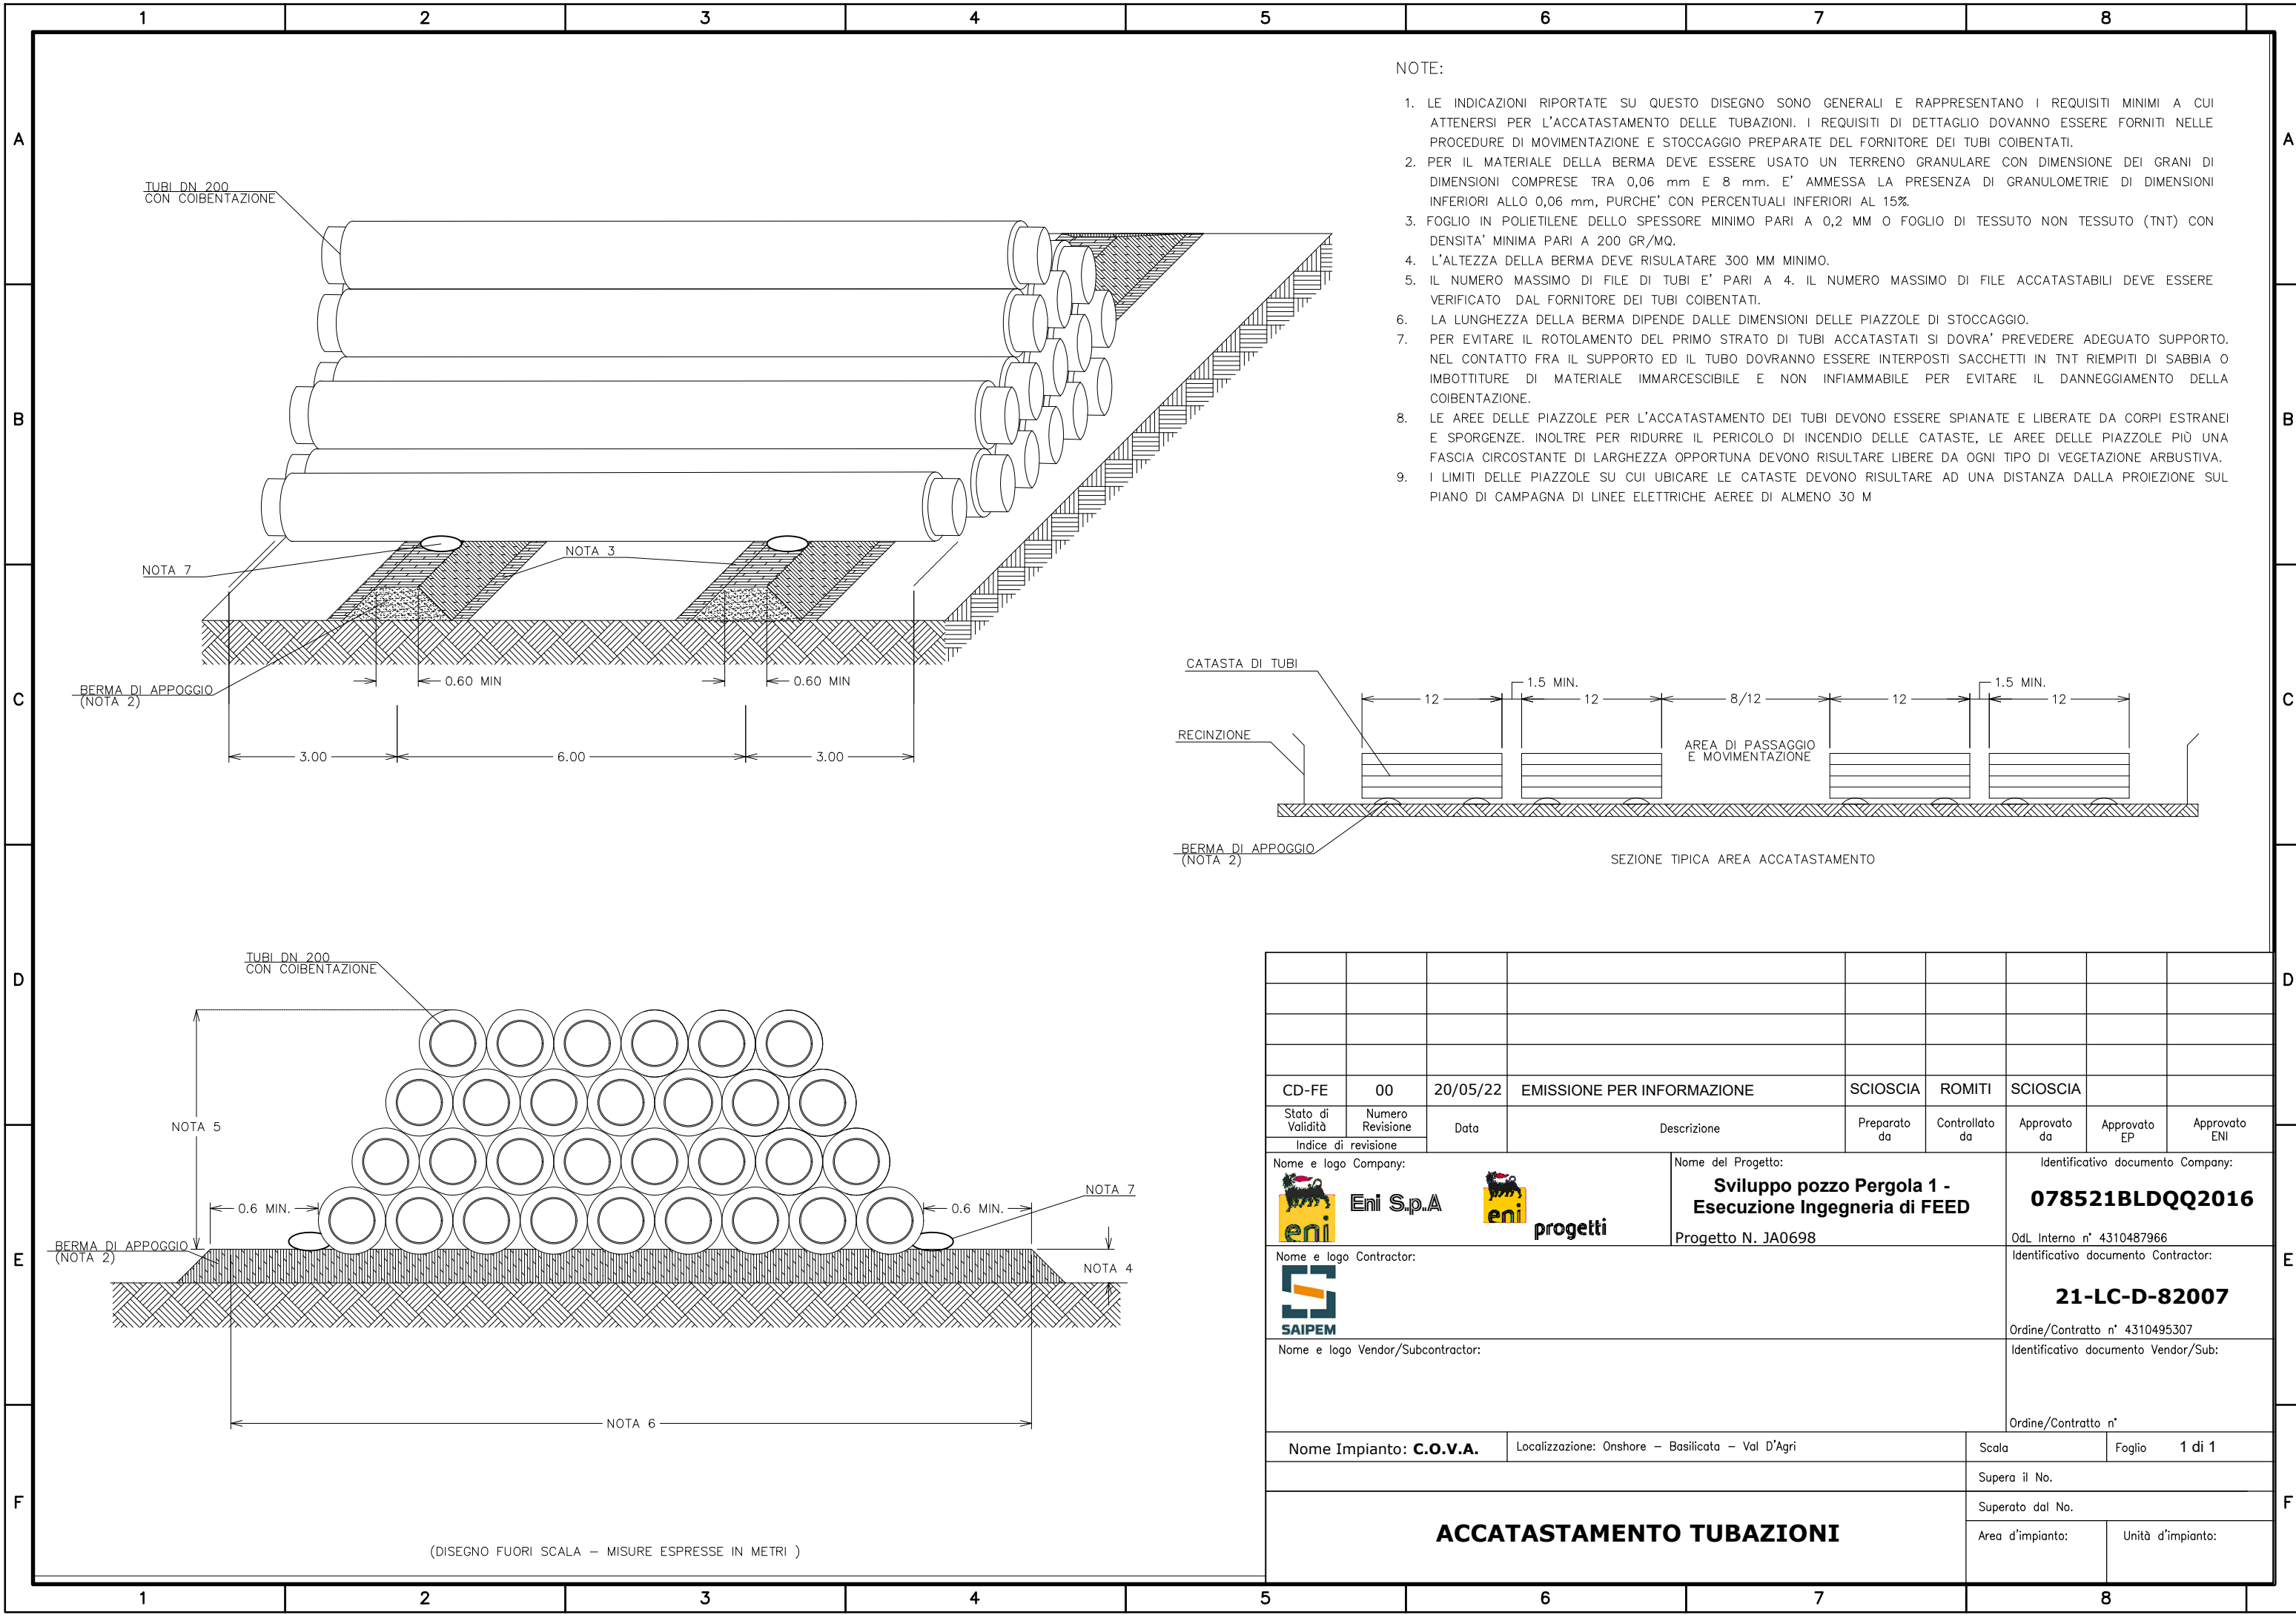 1 2 3 4 5 6 7 8
A
B
C
D
E
F
A
B
C
D
E
F
NOTE:
1. LE INDICAZIONI RIPORTATE SU QUESTO DISEGNO SONO GENERALI E RAPPRESENTANO I REQUISITI MINIMI A CUI
ATTENERSI PER L'ACCATASTAMENTO DELLE TUBAZIONI. I REQUISITI DI DETTAGLIO DOVANNO ESSERE FORNITI NELLE
PROCEDURE DI MOVIMENTAZIONE E STOCCAGGIO PREPARATE DEL FORNITORE DEI TUBI COIBENTATI.
2. PER IL MATERIALE DELLA BERMA DEVE ESSERE USATO UN TERRENO GRANULARE CON DIMENSIONE DEI GRANI DI
DIMENSIONI COMPRESE TRA 0,06 mm E 8 mm. E' AMMESSA LA PRESENZA DI GRANULOMETRIE DI DIMENSIONI
INFERIORI ALLO 0,06 mm, PURCHE' CON PERCENTUALI INFERIORI AL 15%.
3. FOGLIO IN POLIETILENE DELLO SPESSORE MINIMO PARI A 0,2 MM O FOGLIO DI TESSUTO NON TESSUTO (TNT) CON
DENSITA' MINIMA PARI A 200 GR/MQ.
4. L'ALTEZZA DELLA BERMA DEVE RISULATARE 300 MM MINIMO.
5. IL NUMERO MASSIMO DI FILE DI TUBI E' PARI A 4. IL NUMERO MASSIMO DI FILE ACCATASTABILI DEVE ESSERE
VERIFICATO DAL FORNITORE DEI TUBI COIBENTATI.
6. LA LUNGHEZZA DELLA BERMA DIPENDE DALLE DIMENSIONI DELLE PIAZZOLE DI STOCCAGGIO.
7. PER EVITARE IL ROTOLAMENTO DEL PRIMO STRATO DI TUBI ACCATASTATI SI DOVRA' PREVEDERE ADEGUATO SUPPORTO.
NEL CONTATTO FRA IL SUPPORTO ED IL TUBO DOVRANNO ESSERE INTERPOSTI SACCHETTI IN TNT RIEMPITI DI SABBIA O
IMBOTTITURE DI MATERIALE IMMARCESCIBILE E NON INFIAMMABILE PER EVITARE IL DANNEGGIAMENTO DELLA
COIBENTAZIONE.
8. LE AREE DELLE PIAZZOLE PER L'ACCATASTAMENTO DEI TUBI DEVONO ESSERE SPIANATE E LIBERATE DA CORPI ESTRANEI
E SPORGENZE. INOLTRE PER RIDURRE IL PERICOLO DI INCENDIO DELLE CATASTE, LE AREE DELLE PIAZZOLE PIÙ UNA
FASCIA CIRCOSTANTE DI LARGHEZZA OPPORTUNA DEVONO RISULTARE LIBERE DA OGNI TIPO DI VEGETAZIONE ARBUSTIVA.
9. I LIMITI DELLE PIAZZOLE SU CUI UBICARE LE CATASTE DEVONO RISULTARE AD UNA DISTANZA DALLA PROIEZIONE SUL
PIANO DI CAMPAGNA DI LINEE ELETTRICHE AEREE DI ALMENO 30 M
TUBI DN 200
CON COIBENTAZIONE
NOTA 3
NOTA 7
BERMA DI APPOGGIO
(NOTA 2)
0.60 MIN
0.60 MIN
3.00
6.00
3.00
CATASTA DI TUBI
1.5 MIN.
1.5 MIN.
12
12
8/12
12
12
RECINZIONE
AREA DI PASSAGGIO
E MOVIMENTAZIONE
BERMA DI APPOGGIO
(NOTA 2)
SEZIONE TIPICA AREA ACCATASTAMENTO
TUBI DN 200
CON COIBENTAZIONE
NOTA 5
NOTA 7
0.6 MIN.
0.6 MIN.
BERMA DI APPOGGIO
(NOTA 2)
NOTA 4
NOTA 6
(DISEGNO FUORI SCALA – MISURE ESPRESSE IN METRI )
CD-FE 00 20/05/22 EMISSIONE PER INFORMAZIONE SCIOSCIA ROMITI SCIOSCIA
Stato di
Validità
Numero
Revisione
Data
Descrizione
Preparato
da
Controllato
da
Approvato
da
Approvato
EP
Approvato
ENI
Indice di revisione
Nome e logo Company:
eni
Eni S.p.A
eni
progetti
Nome del Progetto:
Sviluppo pozzo Pergola 1 -
Esecuzione Ingegneria di FEED
Progetto N. JA0698
Identificativo documento Company:
078521BLDQQ2016
OdL Interno n° 4310487966
Nome e logo Contractor:
SAIPEM
Identificativo documento Contractor:
21-LC-D-82007
Ordine/Contratto n° 4310495307
Nome e logo Vendor/Subcontractor:
Identificativo documento Vendor/Sub:
Ordine/Contratto n°
Nome Impianto: C.O.V.A.
Localizzazione: Onshore – Basilicata – Val D'Agri
Scala
Foglio 1 di 1
Supera il No.
Superato dal No.
ACCATASTAMENTO TUBAZIONI
Area d'impianto:
Unità d'impianto:
1 2 3 4 5 6 7 8